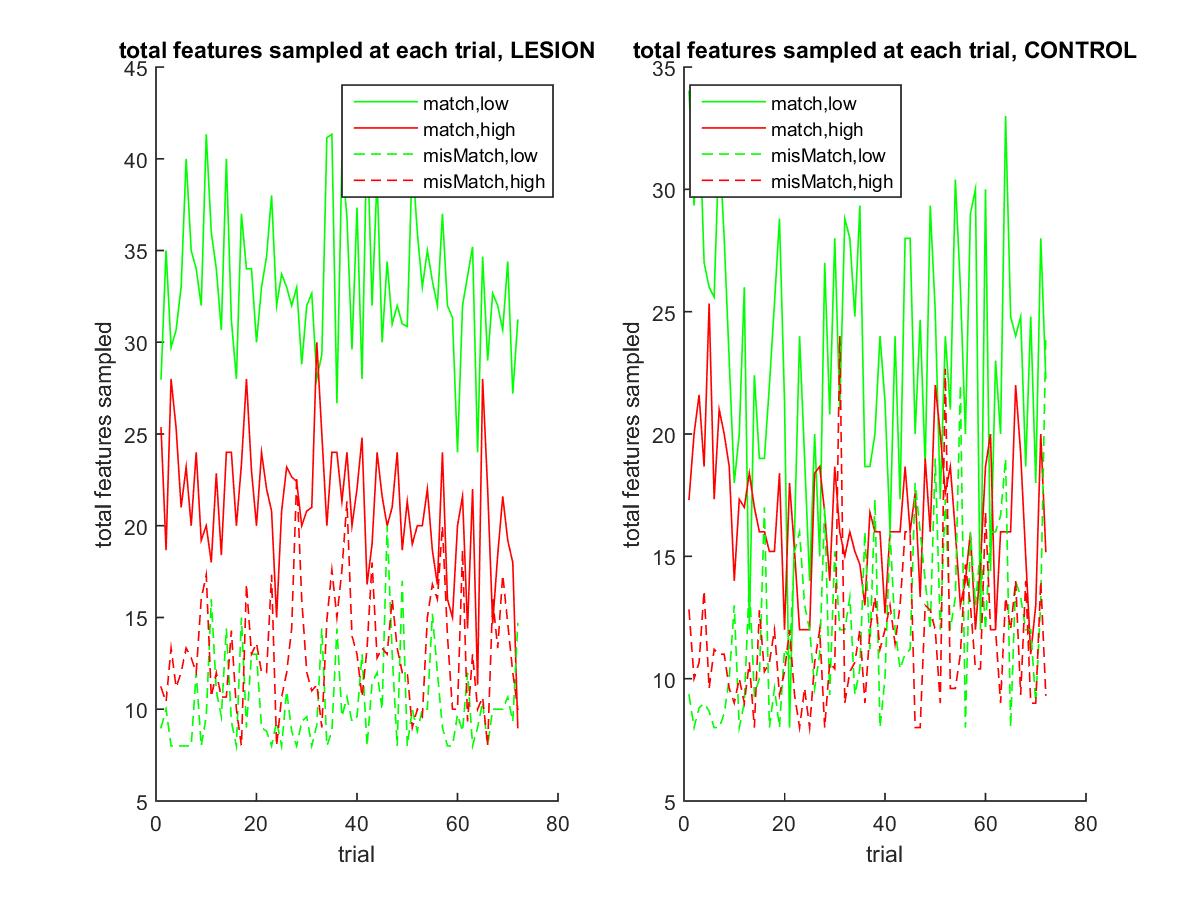 total features sampled at each trial, LESION
total features sampled
45
40
35
30
25
20
15
10
5
0
20
40
60
80
trial
match,low
match,high
misMatch,low
misMatch,high
total features sampled at each trial, CONTROL
total features sampled
35
30
25
20
15
10
5
0
20
40
60
80
trial
match,low
match,high
misMatch,low
misMatch,high